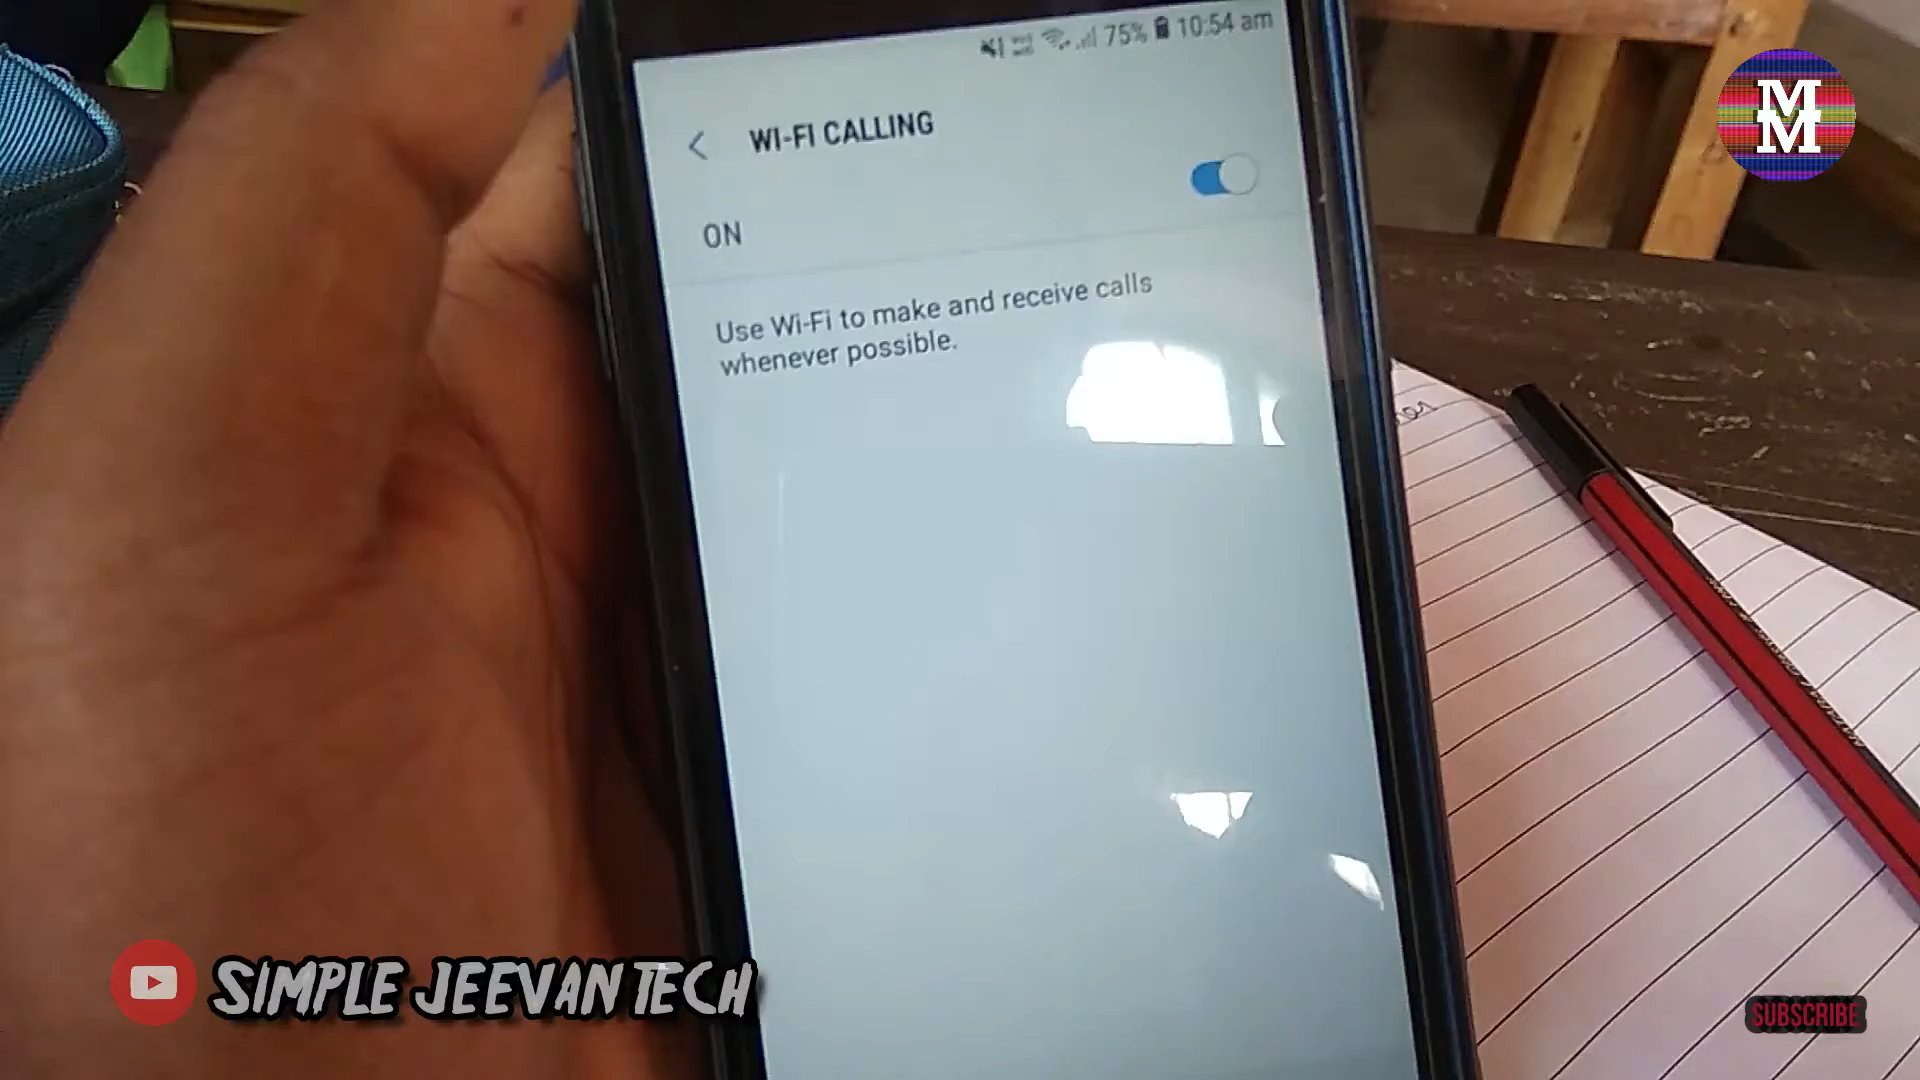 75% 10:54 am
M
M
WI-FI CALLING
ON
Use Wi-Fi to make and receive calls
whenever possible.
SIMPLE JEEVAN TECH
SUBSCRIBE